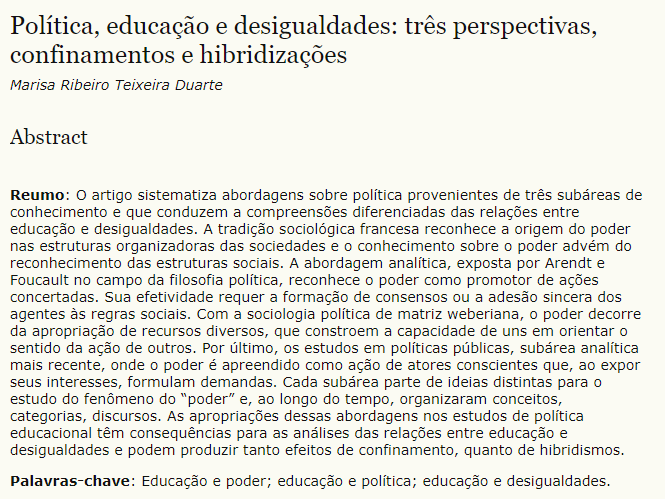 Política, educação e desigualdades: três perspectivas,
confinamentos e hibridizações
Marisa Ribeiro Teixeira Duarte
Abstract
Reumo: O artigo sistematiza abordagens sobre política provenientes de três subáreas de
conhecimento e que conduzem a compreensões diferenciadas das relações entre
educação e desigualdades. A tradição sociológica francesa reconhece a origem do poder
nas estruturas organizadoras das sociedades e o conhecimento sobre o poder advém do
reconhecimento das estruturas sociais. A abordagem analítica, exposta por Arendt e
Foucault no campo da filosofia política, reconhece o poder como promotor de ações
concertadas. Sua efetividade requer a formação de consensos ou a adesão sincera dos
agentes às regras sociais. Com a sociologia política de matriz weberiana, o poder decorre
da apropriação de recursos diversos, que constroem a capacidade de uns em orientar o
sentido da ação de outros. Por último, os estudos em políticas públicas, subárea analítica
mais recente, onde o poder é apreendido como ação de atores conscientes que, ao expor
seus interesses, formulam demandas. Cada subárea parte de ideias distintas para o
estudo do fenômeno do “poder” e, ao longo do tempo, organizaram conceitos,
categorias, discursos. As apropriações dessas abordagens nos estudos de política
educacional têm consequências para as análises das relações entre educação e
desigualdades e podem produzir tanto efeitos de confinamento, quanto de hibridismos.
Palavras-chave: Educação e poder; educação e política; educação e desigualdades.